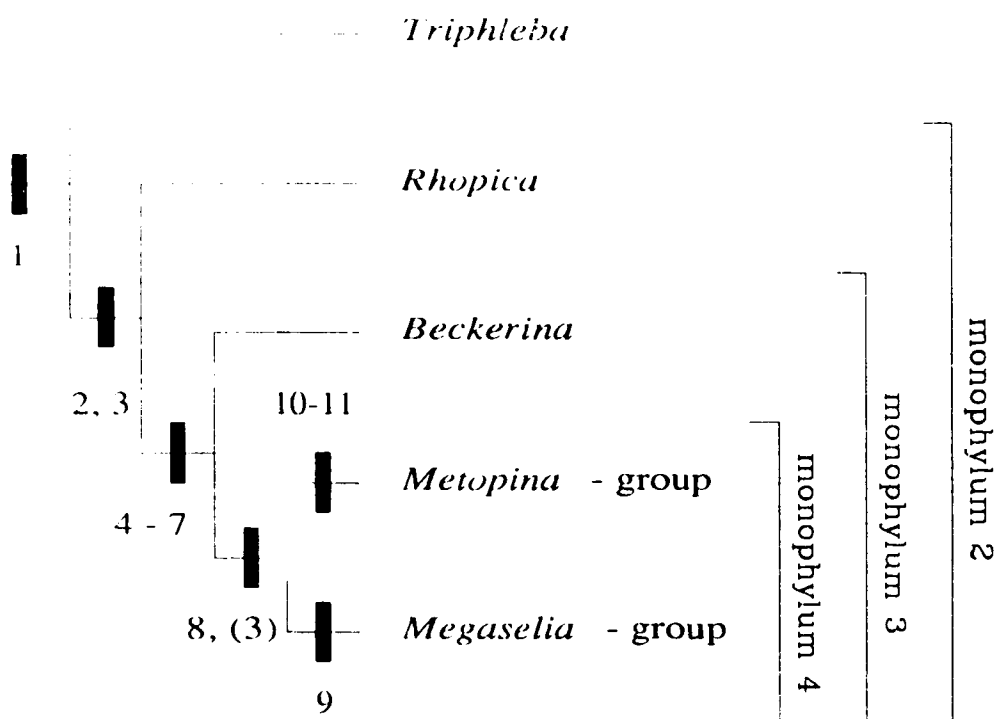 Triphleba
Rhopica
1
Beckerina
2, 3
10-11
Metopina - group
4 - 7
8, (3)
Megaselia - group
9
monophylum 4
monophylum 3
monophylum 2